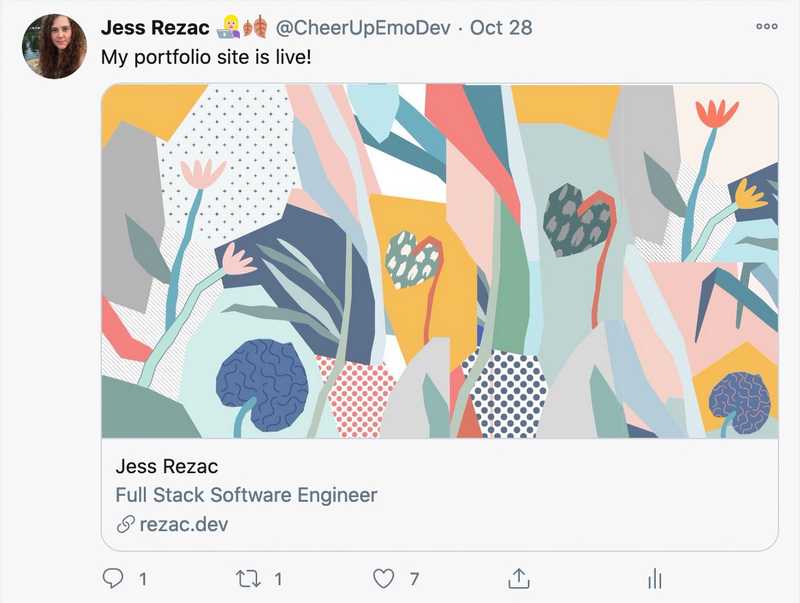 Jess Rezac 👩🏼‍💻🍂 @CheerUpEmoDev · Oct 28
My portfolio site is live!
Jess Rezac
Full Stack Software Engineer
rezac.dev
1 1 7